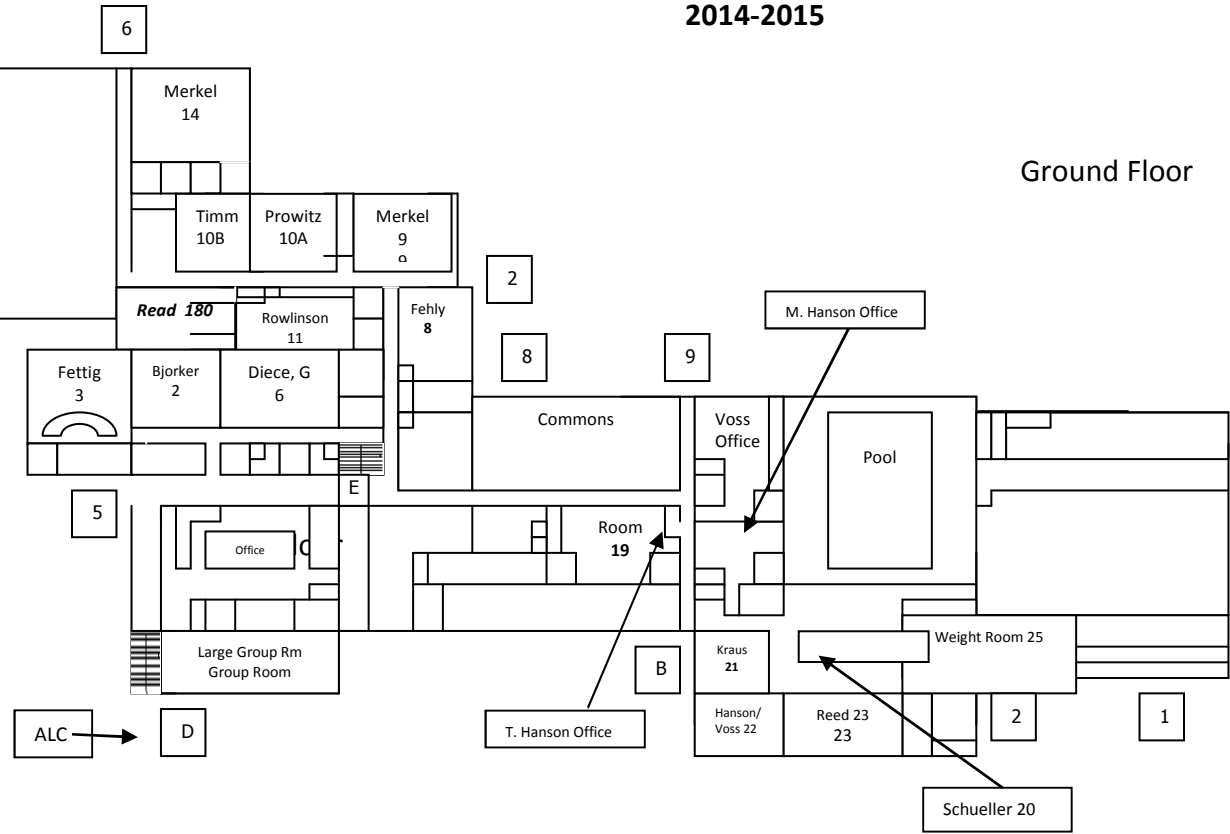 2014-2015
6
Merkel
14
Ground Floor
Timm
10B
Prowitz
10A
Merkel
9
9
2
Read 180
Rowlinson
11
Fehly
8
M. Hanson Office
8
9
Fettig
3
Bjorker
2
Diece, G
6
Commons
Voss
Office
Pool
E
5
Office
Room
19
Large Group Rm
Group Room
B
Kraus
21
Weight Room 25
ALC
D
T. Hanson Office
Hanson/
Voss 22
Reed 23
23
2
1
Schueller 20